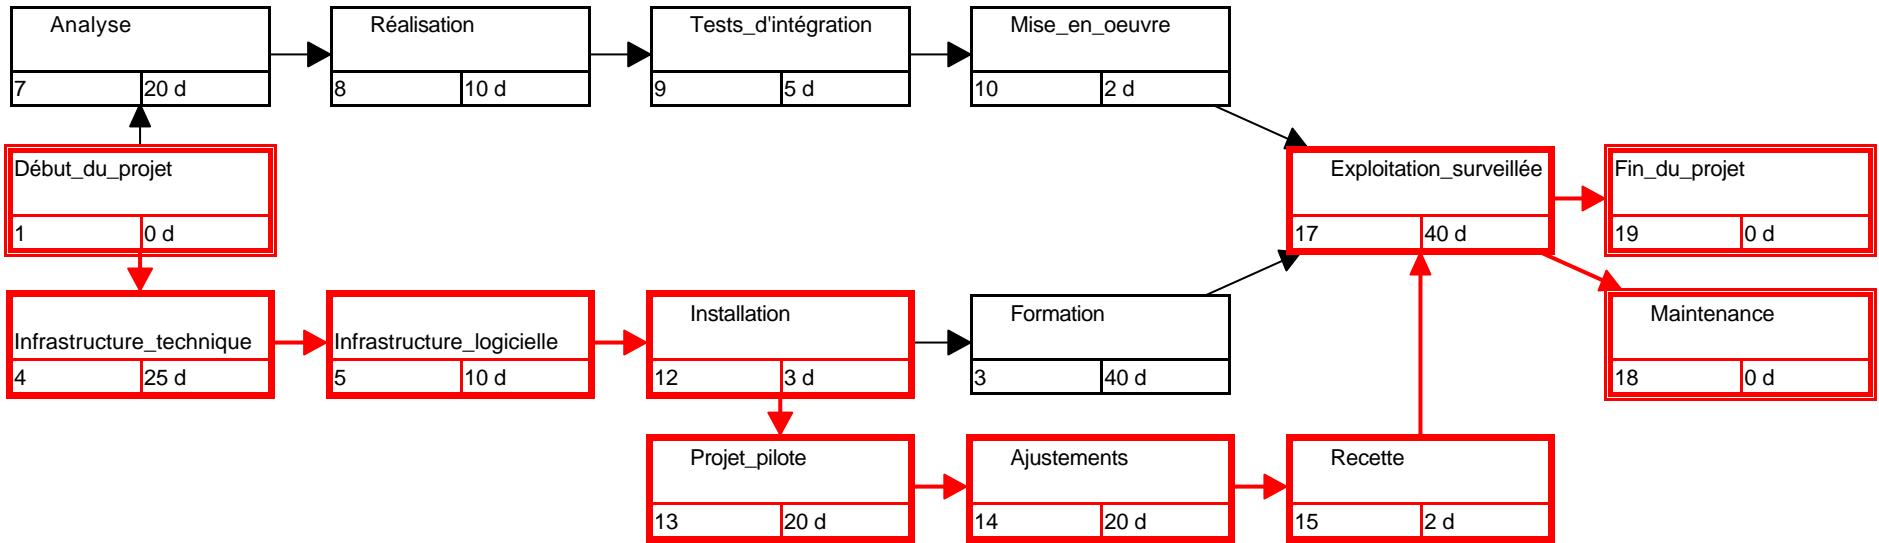 Analyse
7 20 d
Réalisation
8 10 d
Tests_d'intégration
9 5 d
Mise_en_oeuvre
10 2 d
Début_du_projet
1 0 d
Exploitation_surveillée
17 40 d
Fin_du_projet
19 0 d
Infrastructure_technique
4 25 d
Infrastructure_logicielle
5 10 d
Installation
12 3 d
Formation
3 40 d
Maintenance
18 0 d
Projet_pilote
13 20 d
Ajustements
14 20 d
Recette
15 2 d